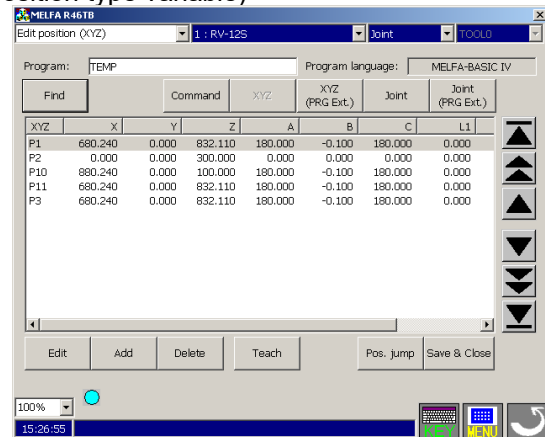 osition type variable)
MELFA R46TB
Edit position (XYZ) 1 : RV-12S Joint TOOL0
Program: TEMP Program language: MELFA-BASIC IV
Find Command XYZ XYZ (PRG Ext.) Joint Joint (PRG Ext.)
XYZ X Y Z A B C L1
P1 680.240 0.000 832.110 180.000 -0.100 180.000 0.000
P2 0.000 0.000 300.000 0.000 0.000 0.000 0.000
P10 880.240 0.000 100.000 180.000 -0.100 180.000 0.000
P11 680.240 0.000 832.110 180.000 -0.100 180.000 0.000
P3 680.240 0.000 832.110 180.000 -0.100 180.000 0.000
Edit Add Delete Teach Pos. jump Save & Close
100%
15:26:55 KEY MENU